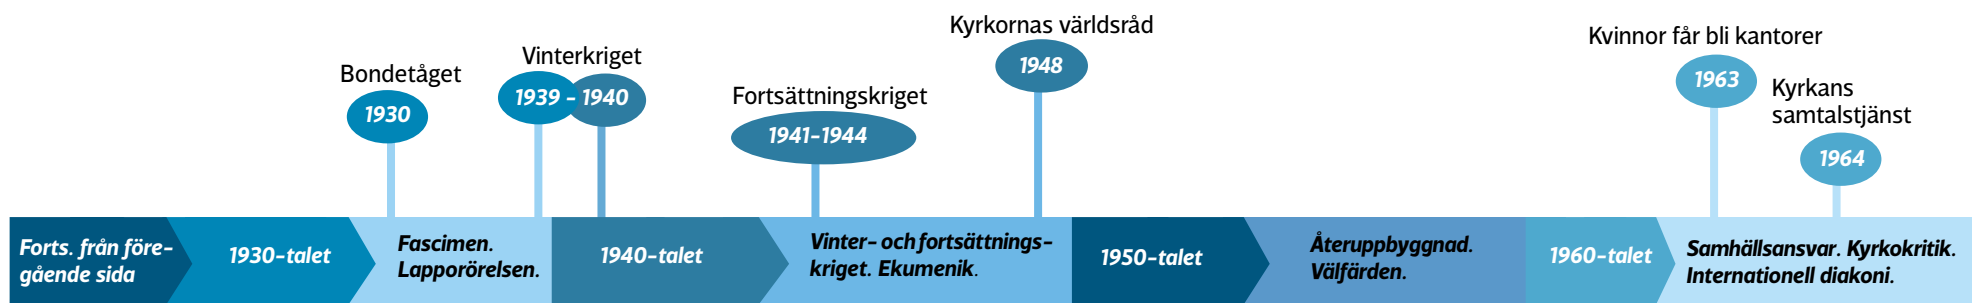 Bondetåget
1930
Vinterkriget
1939 - 1940
Fortsättningskriget
1941-1944
Kyrkornas världsråd
1948
Kvinnor får bli kantorer
1963
Kyrkans
samtalstjänst
1964
Forts. från före-
gående sida
1930-talet
Fascimen.
Lapporörelsen.
1940-talet
Vinter- och fortsättnings-
kriget. Ekumenik.
1950-talet
Återuppbyggnad.
Välfärden.
1960-talet
Samhällsansvar. Kyrkokritik.
Internationell diakoni.